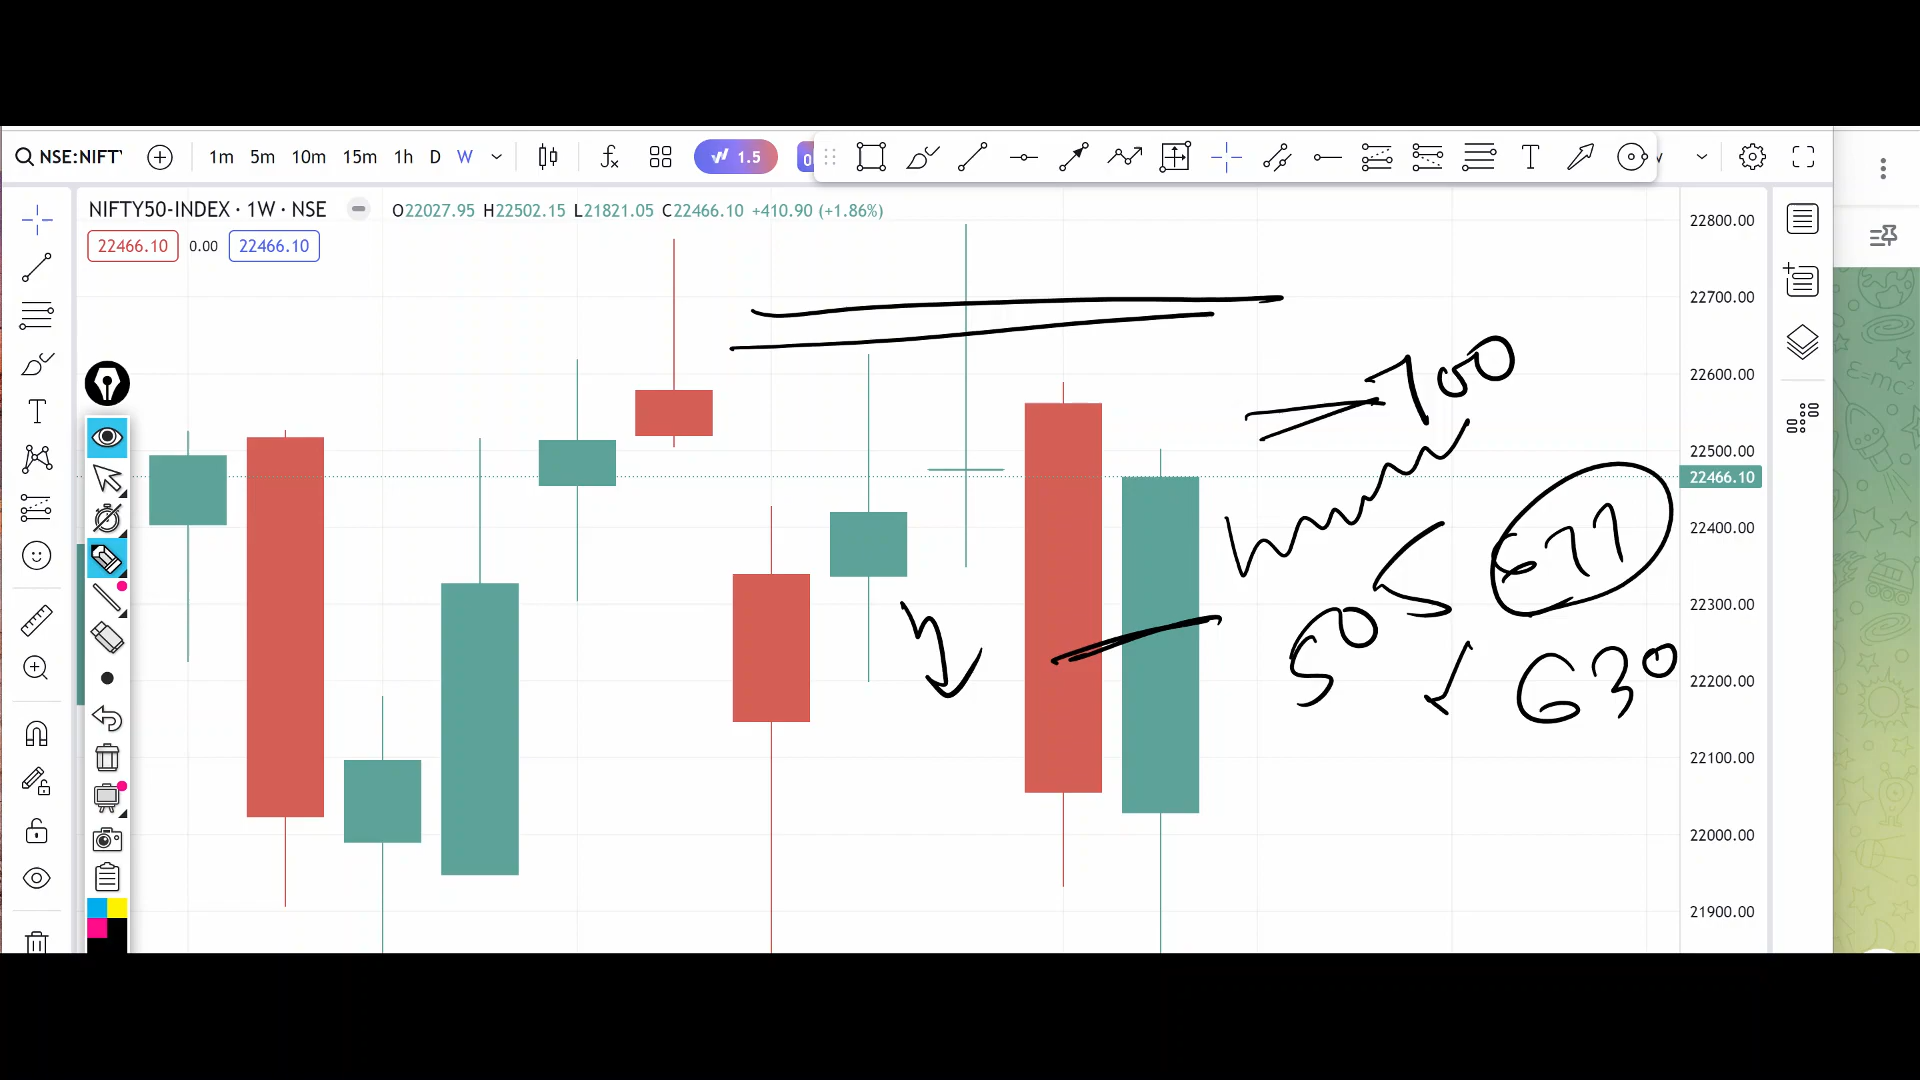 NSE:NIFT
1m 5m 10m 15m 1h D W
1.5
NIFTY50-INDEX · 1W · NSE
O22027.95 H22502.15 L21821.05 C22466.10 +410.90 (+1.86%)
22466.10 0.00 22466.10
22800.00
22700.00
22600.00
22500.00
22466.10
22400.00
22300.00
22200.00
22100.00
22000.00
21900.00
700
677
50
630
E=mc²